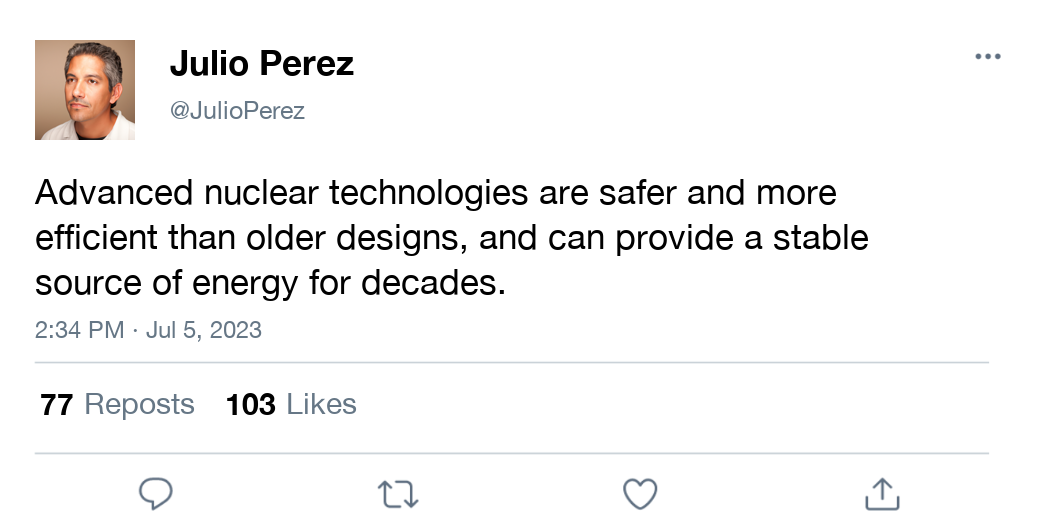 Julio Perez
@JulioPerez
Advanced nuclear technologies are safer and more
efficient than older designs, and can provide a stable
source of energy for decades.
2:34 PM · Jul 5, 2023
77 Reposts 103 Likes